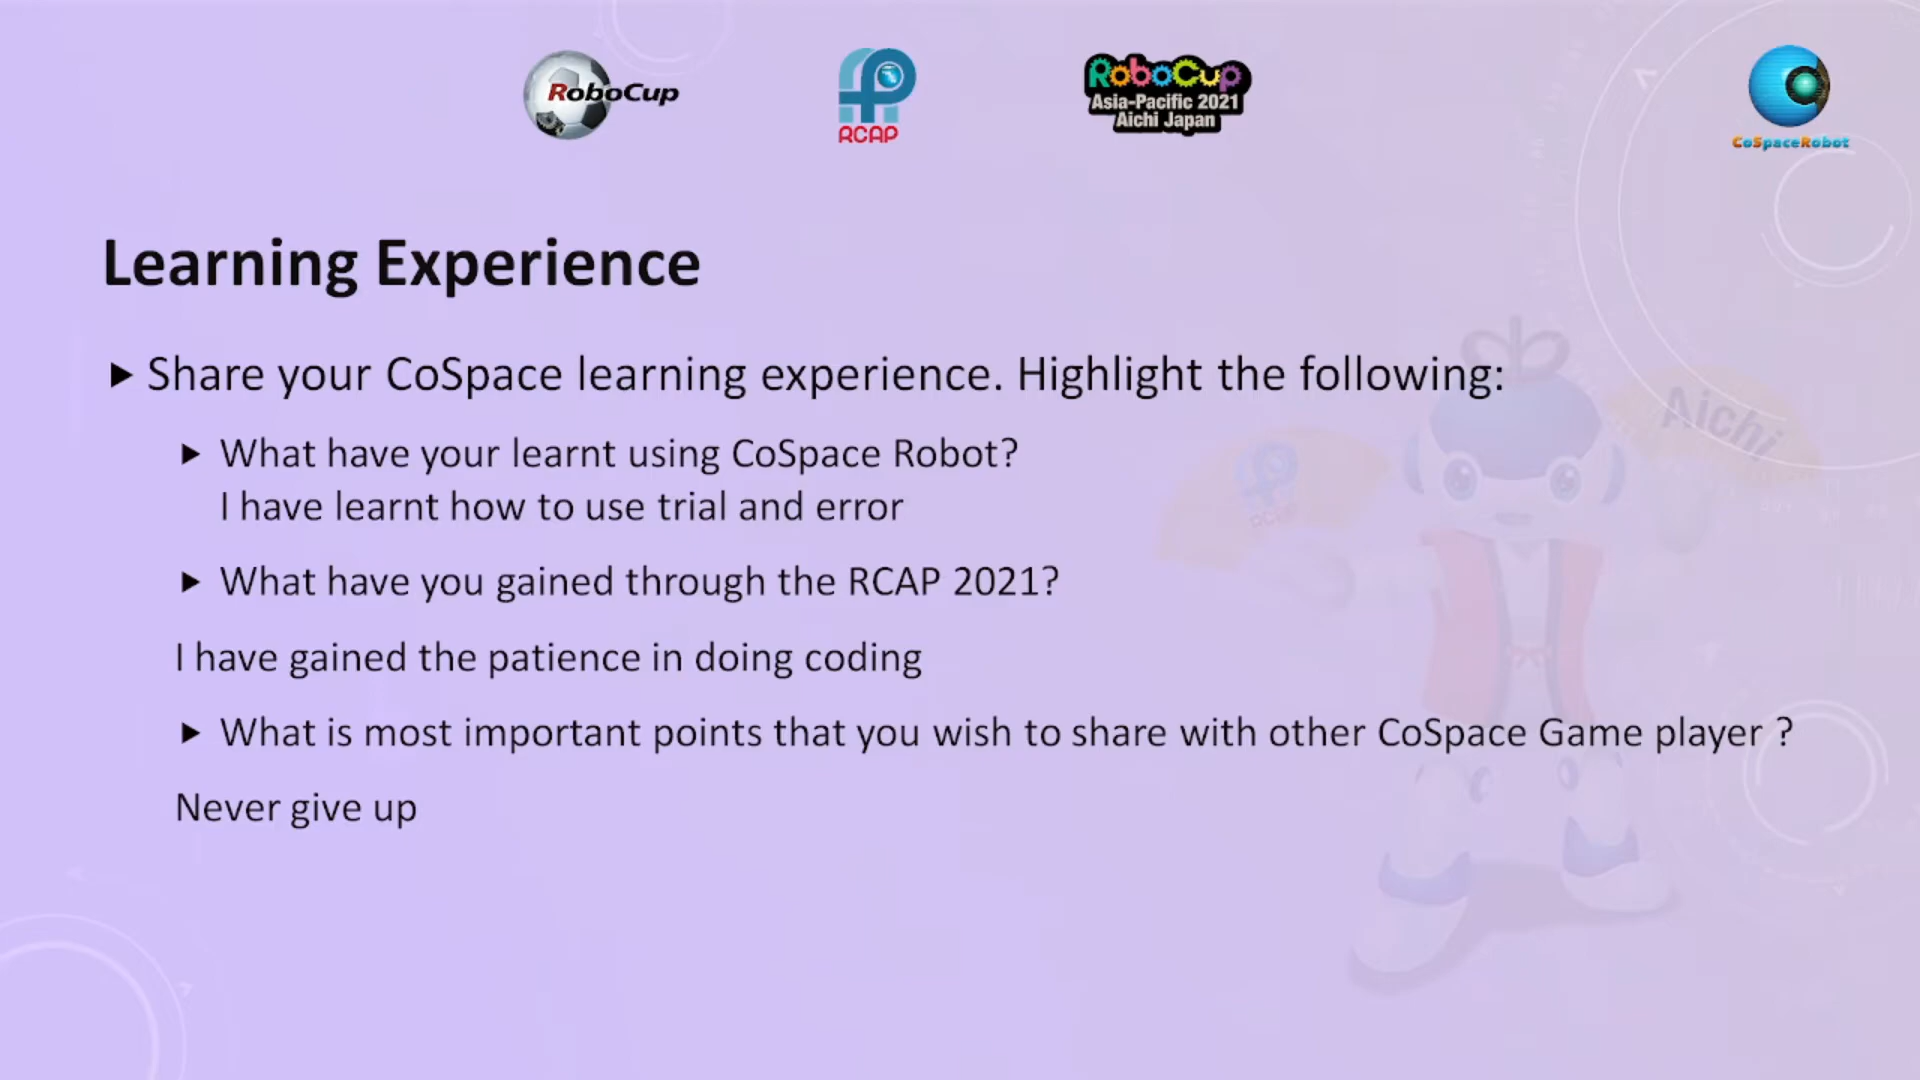 RoboCup
RCAP
RoboCup
Asia-Pacific 2021
Aichi Japan
CoSpaceRobot
Learning Experience
Share your CoSpace learning experience. Highlight the following:
Aichi
What have your learnt using CoSpace Robot?
RCAP
I have learnt how to use trial and error
What have you gained through the RCAP 2021?
I have gained the patience in doing coding
What is most important points that you wish to share with other CoSpace Game player ?
Never give up